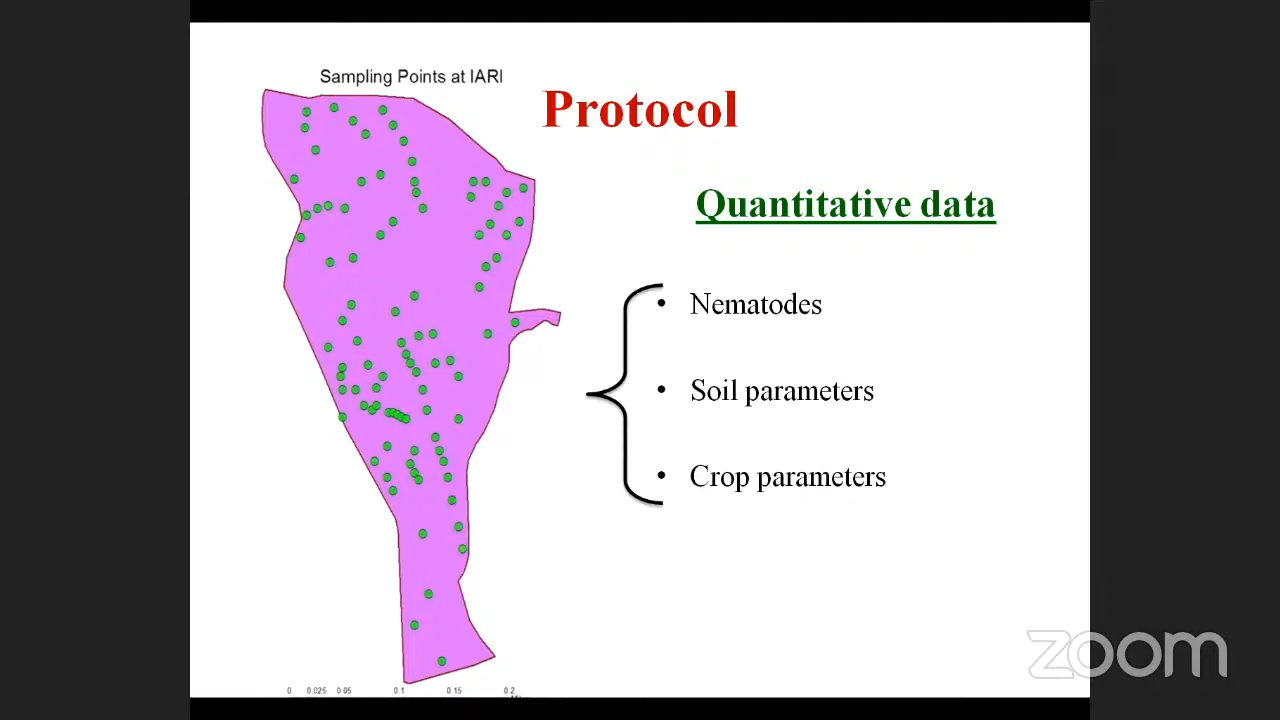 Sampling Points at IARI
Protocol
Quantitative data
• Nematodes
• Soil parameters
• Crop parameters
0 0.025 0.05 0.1 0.15 0.2
zoom